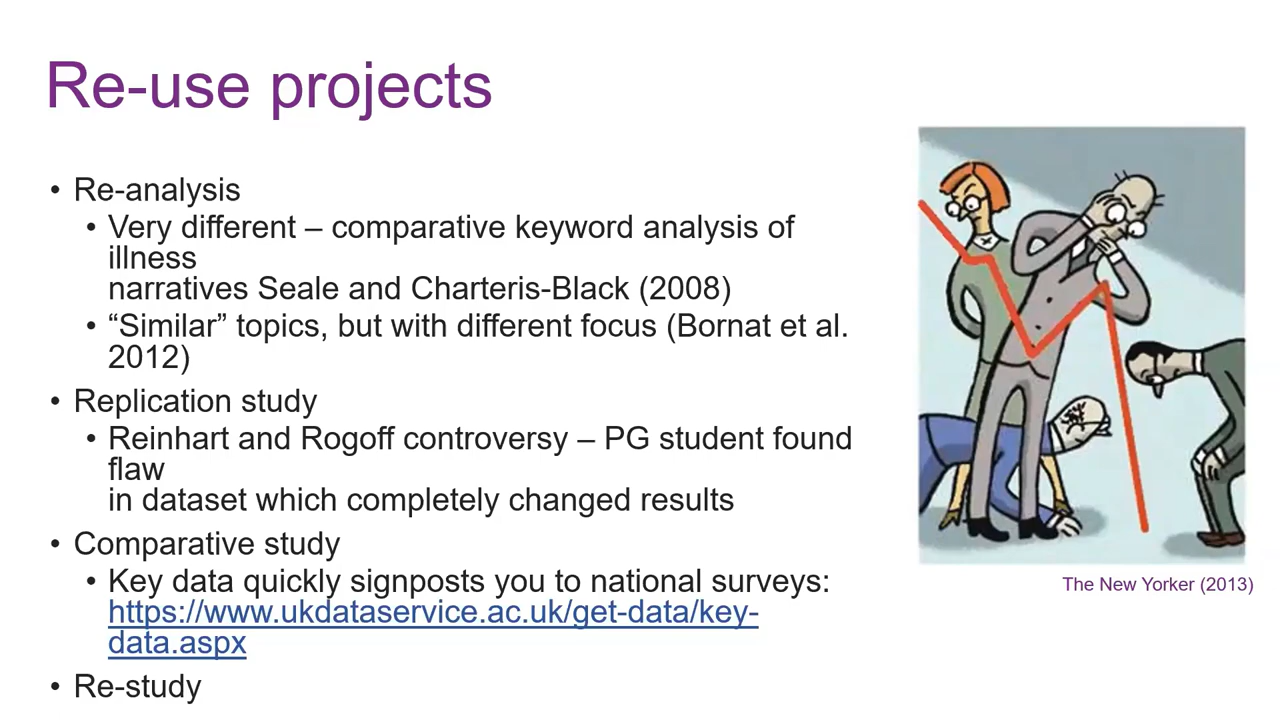 Re-use projects
• Re-analysis
• Very different – comparative keyword analysis of
illness
narratives Seale and Charteris-Black (2008)
• “Similar” topics, but with different focus (Bornat et al.
2012)
• Replication study
• Reinhart and Rogoff controversy – PG student found
flaw
in dataset which completely changed results
• Comparative study
• Key data quickly signposts you to national surveys:
https://www.ukdataservice.ac.uk/get-data/key-
data.aspx
• Re-study
The New Yorker (2013)